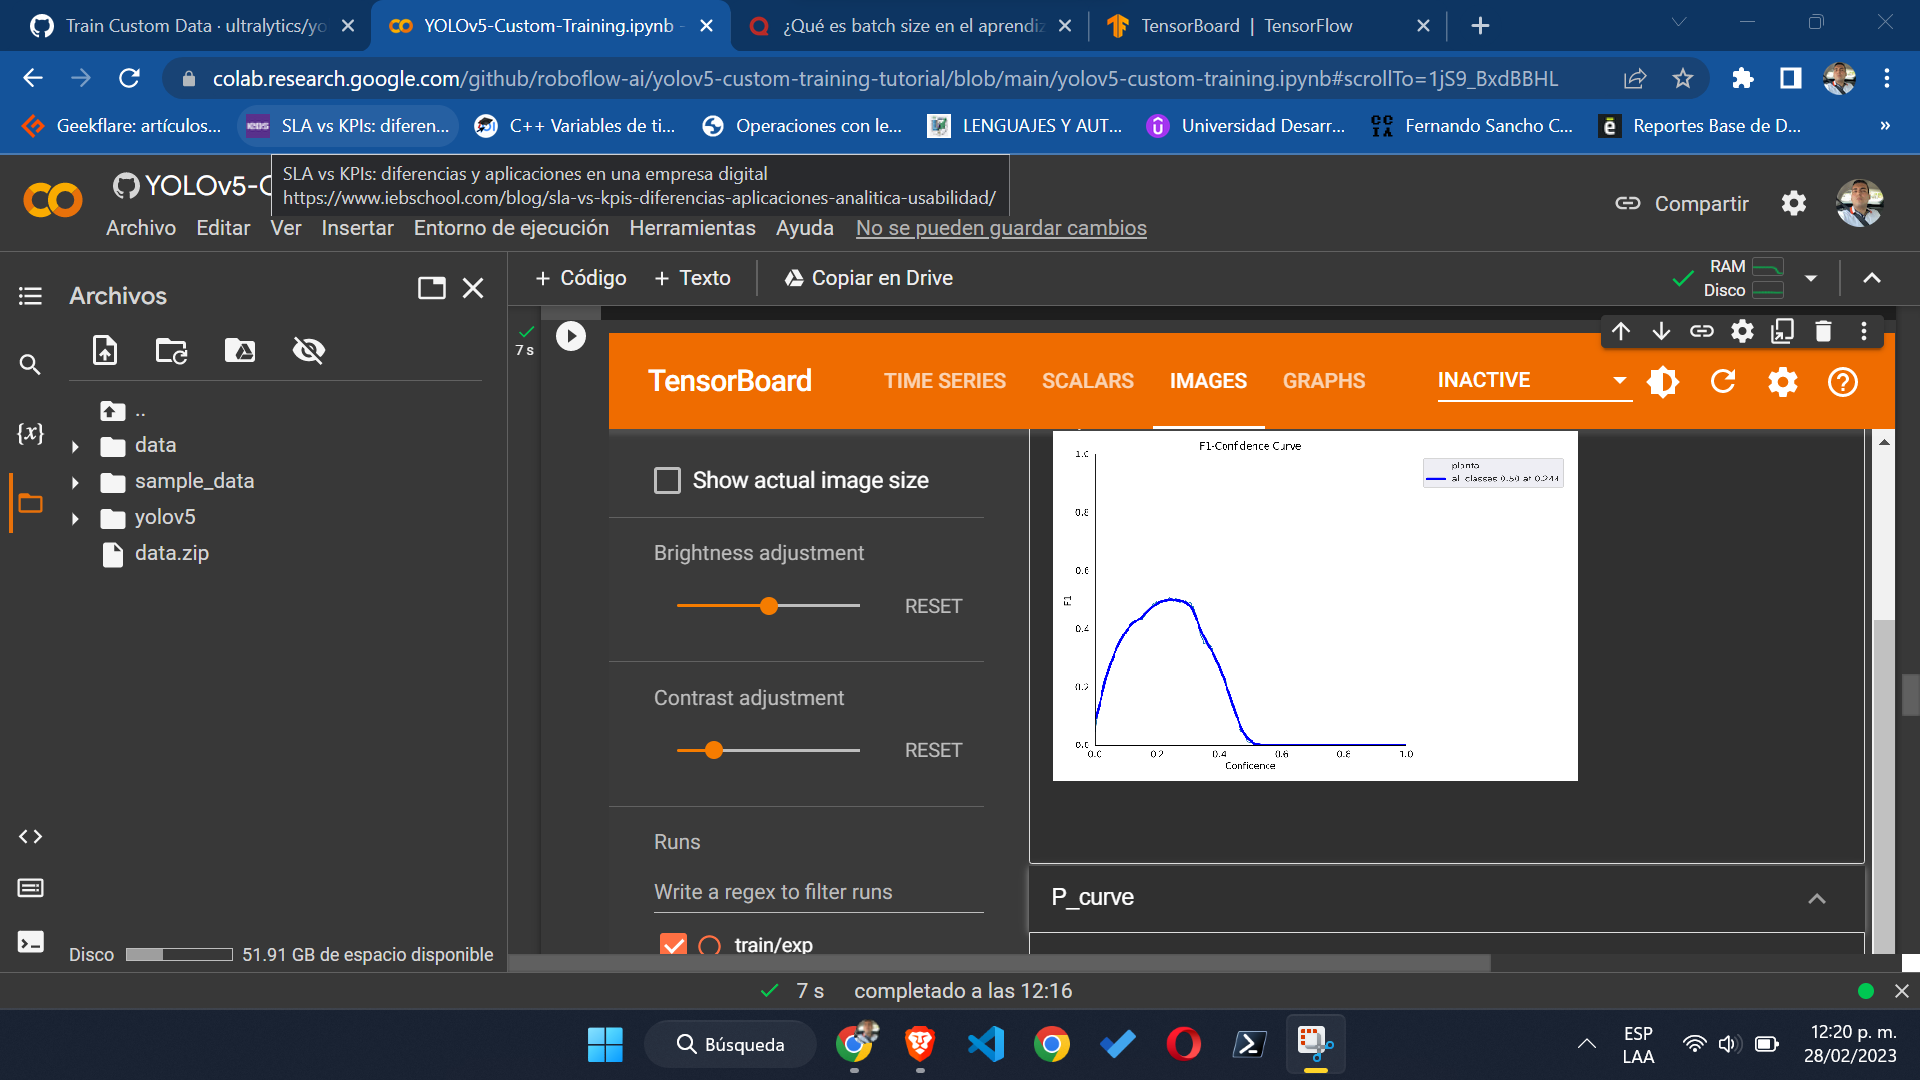 Train Custom Data · ultralytics/yo
YOLOv5-Custom-Training.ipynb -
¿Qué es batch size en el aprendiz
TensorBoard | TensorFlow
colab.research.google.com/github/roboflow-ai/yolov5-custom-training-tutorial/blob/main/yolov5-custom-training.ipynb#scrollTo=1jS9_BxdBBHL
Geekflare: artículos...
SLA vs KPIs: diferen...
C++ Variables de ti...
Operaciones con le...
LENGUAJES Y AUT...
Universidad Desarr...
Fernando Sancho C...
Reportes Base de D...
»
SLA vs KPIs: diferencias y aplicaciones en una empresa digital
https://www.iebschool.com/blog/sla-vs-kpis-diferencias-aplicaciones-analitica-usabilidad/
YOLOv5-C
Compartir
Archivo Editar Ver Insertar Entorno de ejecución Herramientas Ayuda No se pueden guardar cambios
Archivos
+ Código + Texto
Copiar en Drive
RAM
Disco
7 s
..
data
sample_data
yolov5
data.zip
{x}
TensorBoard
TIME SERIES SCALARS IMAGES GRAPHS INACTIVE
Show actual image size
Brightness adjustment
RESET
Contrast adjustment
RESET
Runs
Write a regex to filter runs
train/exp
F1-Confidence Curve
planta
all classes 0.50 at 0.244
1.0
0.8
0.6
0.4
0.2
0.0
F1
0.0 0.2 0.4 0.6 0.8 1.0
Confidence
P_curve
Disco
51.91 GB de espacio disponible
7 s completado a las 12:16
Búsqueda
ESP
LAA
12:20 p. m.
28/02/2023